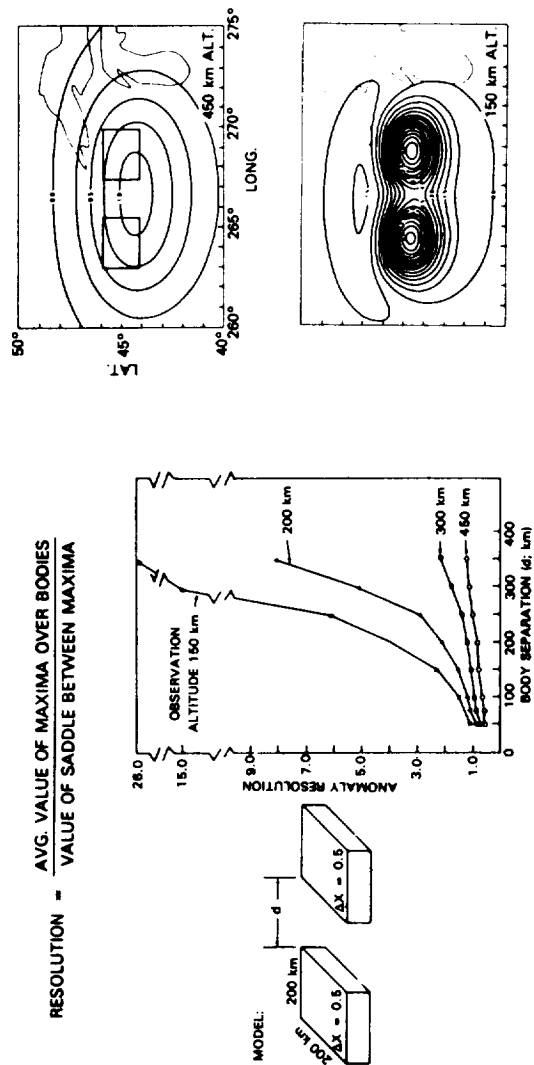 RESOLUTION = AVG. VALUE OF MAXIMA OVER BODIES
VALUE OF SADDLE BETWEEN MAXIMA
MODEL:
200 km
200 km
ΔX = 0.5
ΔX = 0.5
d
26.0
15.0
9.0
7.0
5.0
3.0
1.0
ANOMALY RESOLUTION
OBSERVATION
ALTITUDE 150 km
200 km
300 km
450 km
0
100
200
300
400
BODY SEPARATION (d; km)
50°
45°
40°
LAT.
260°
265°
270°
275°
LONG.
450 km ALT.
150 km ALT.